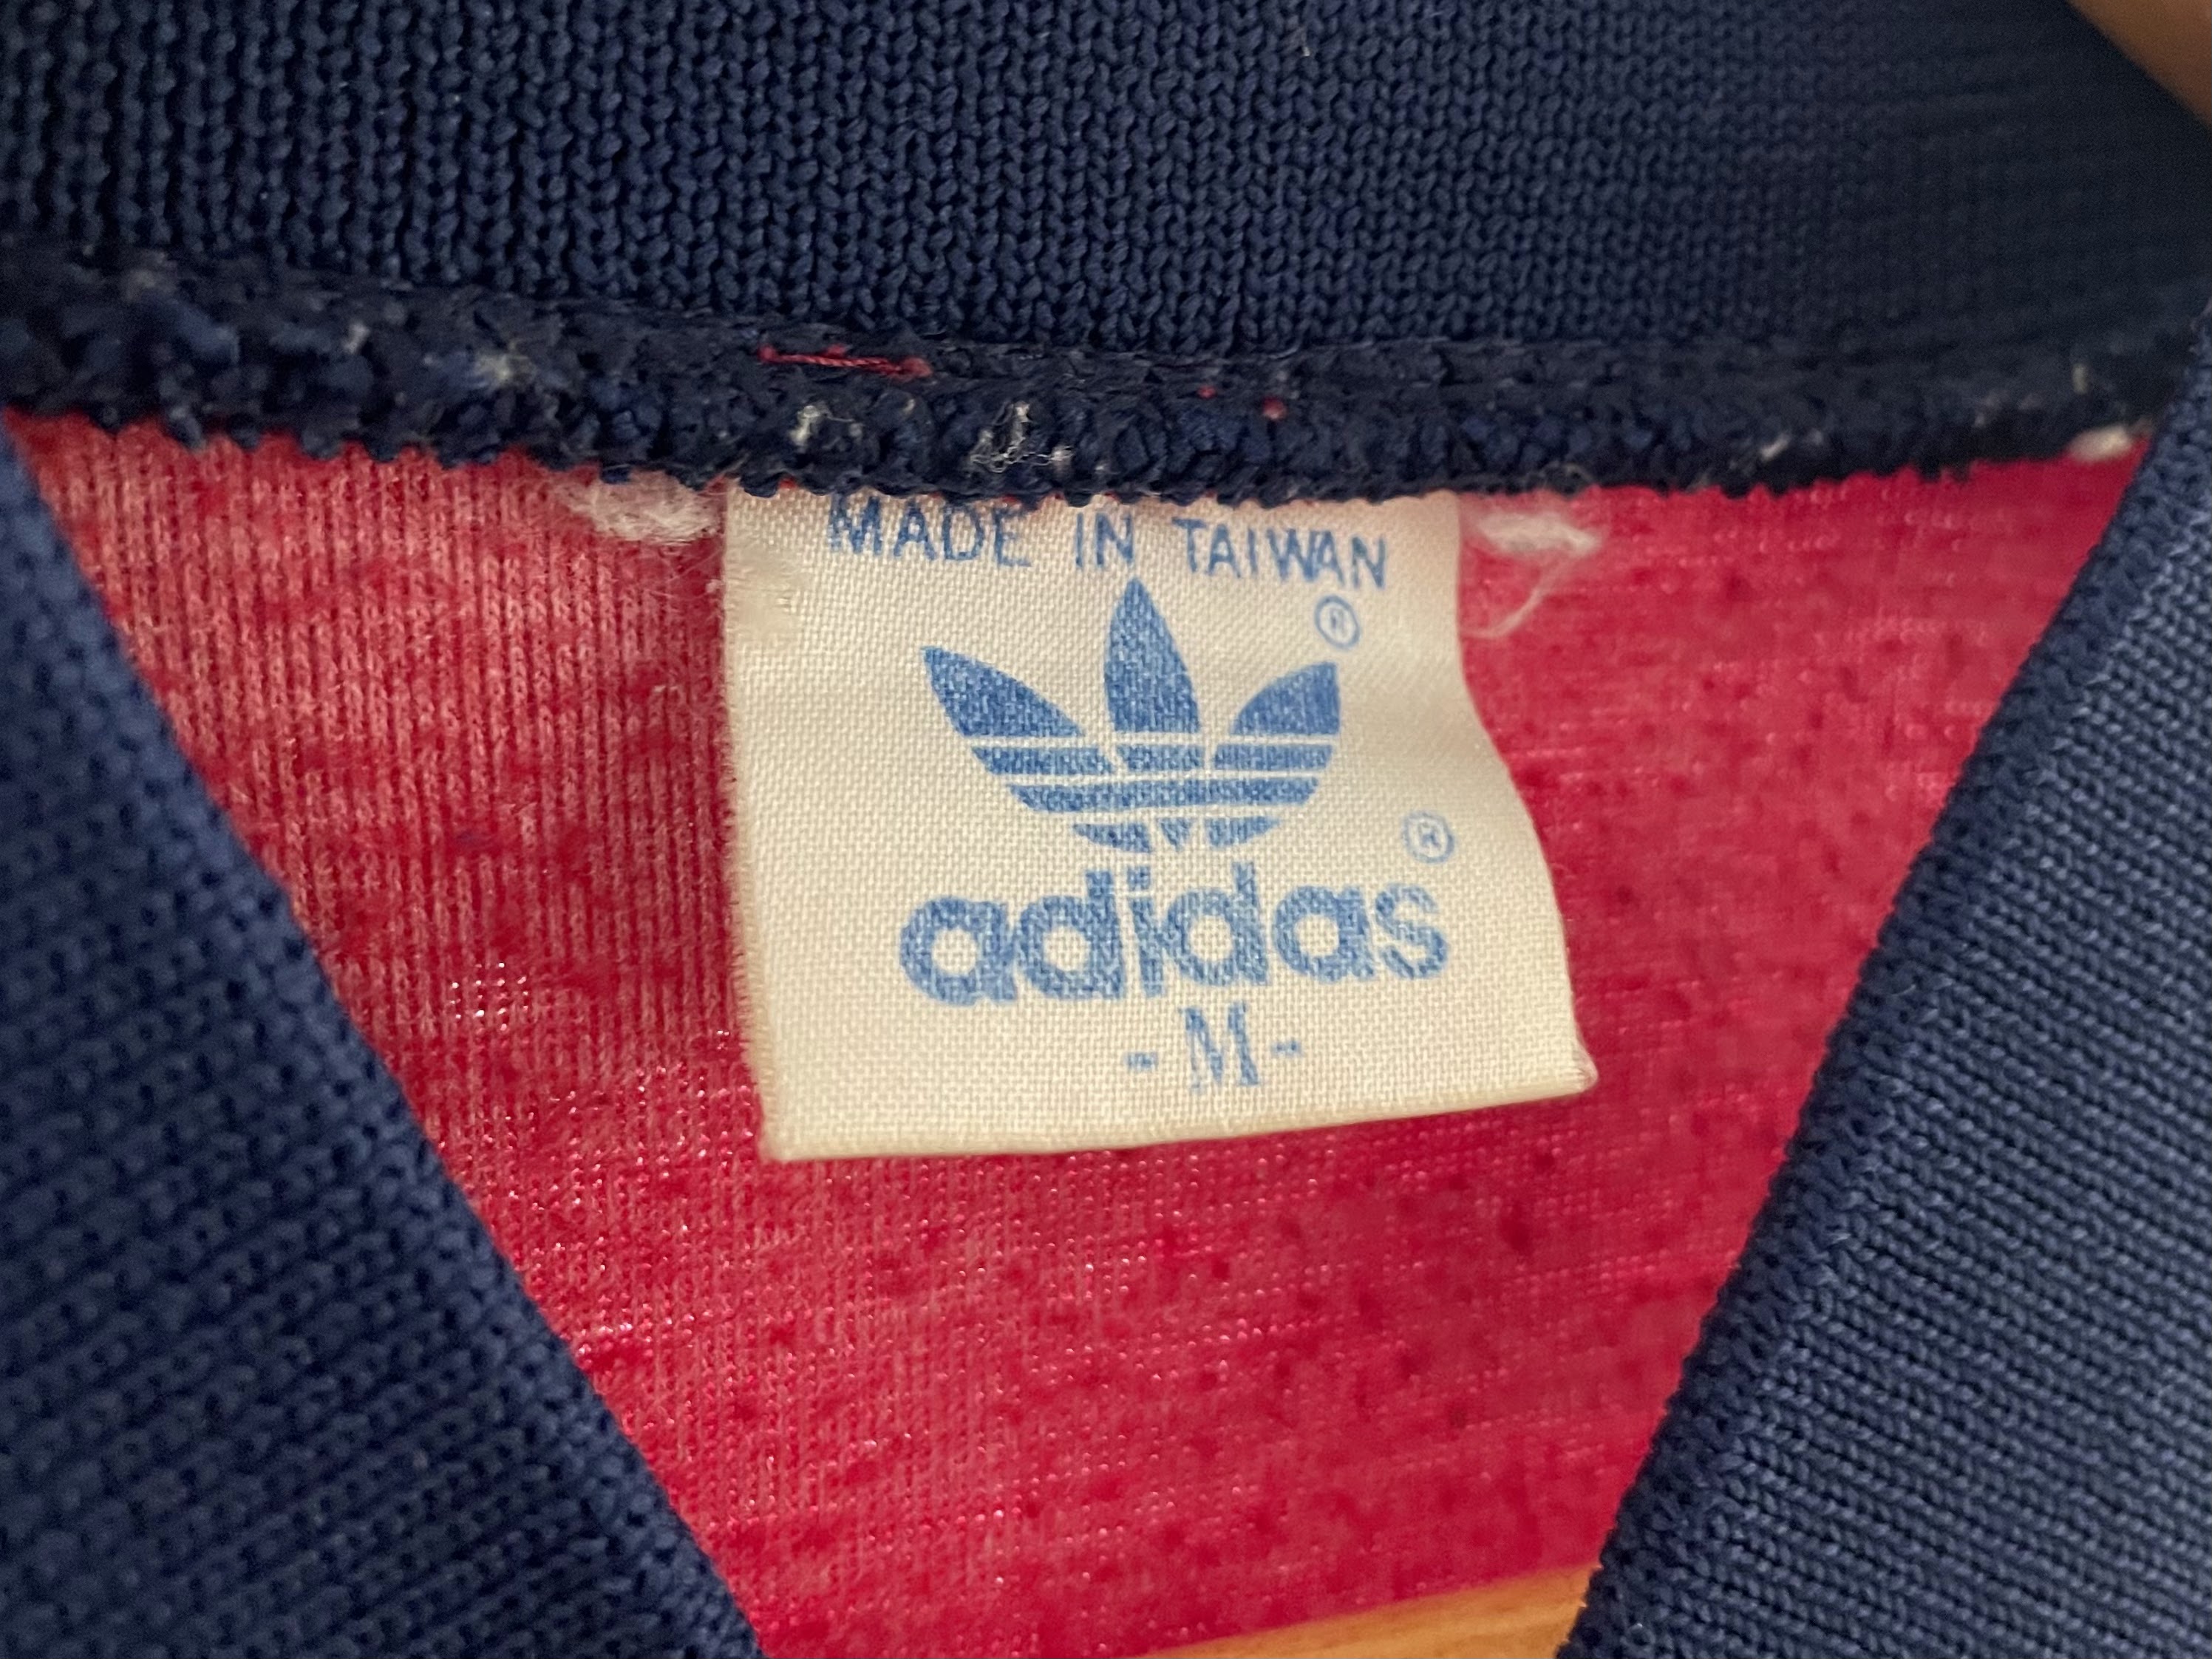 MADE IN TAIWAN
®
®
adidas
- M -